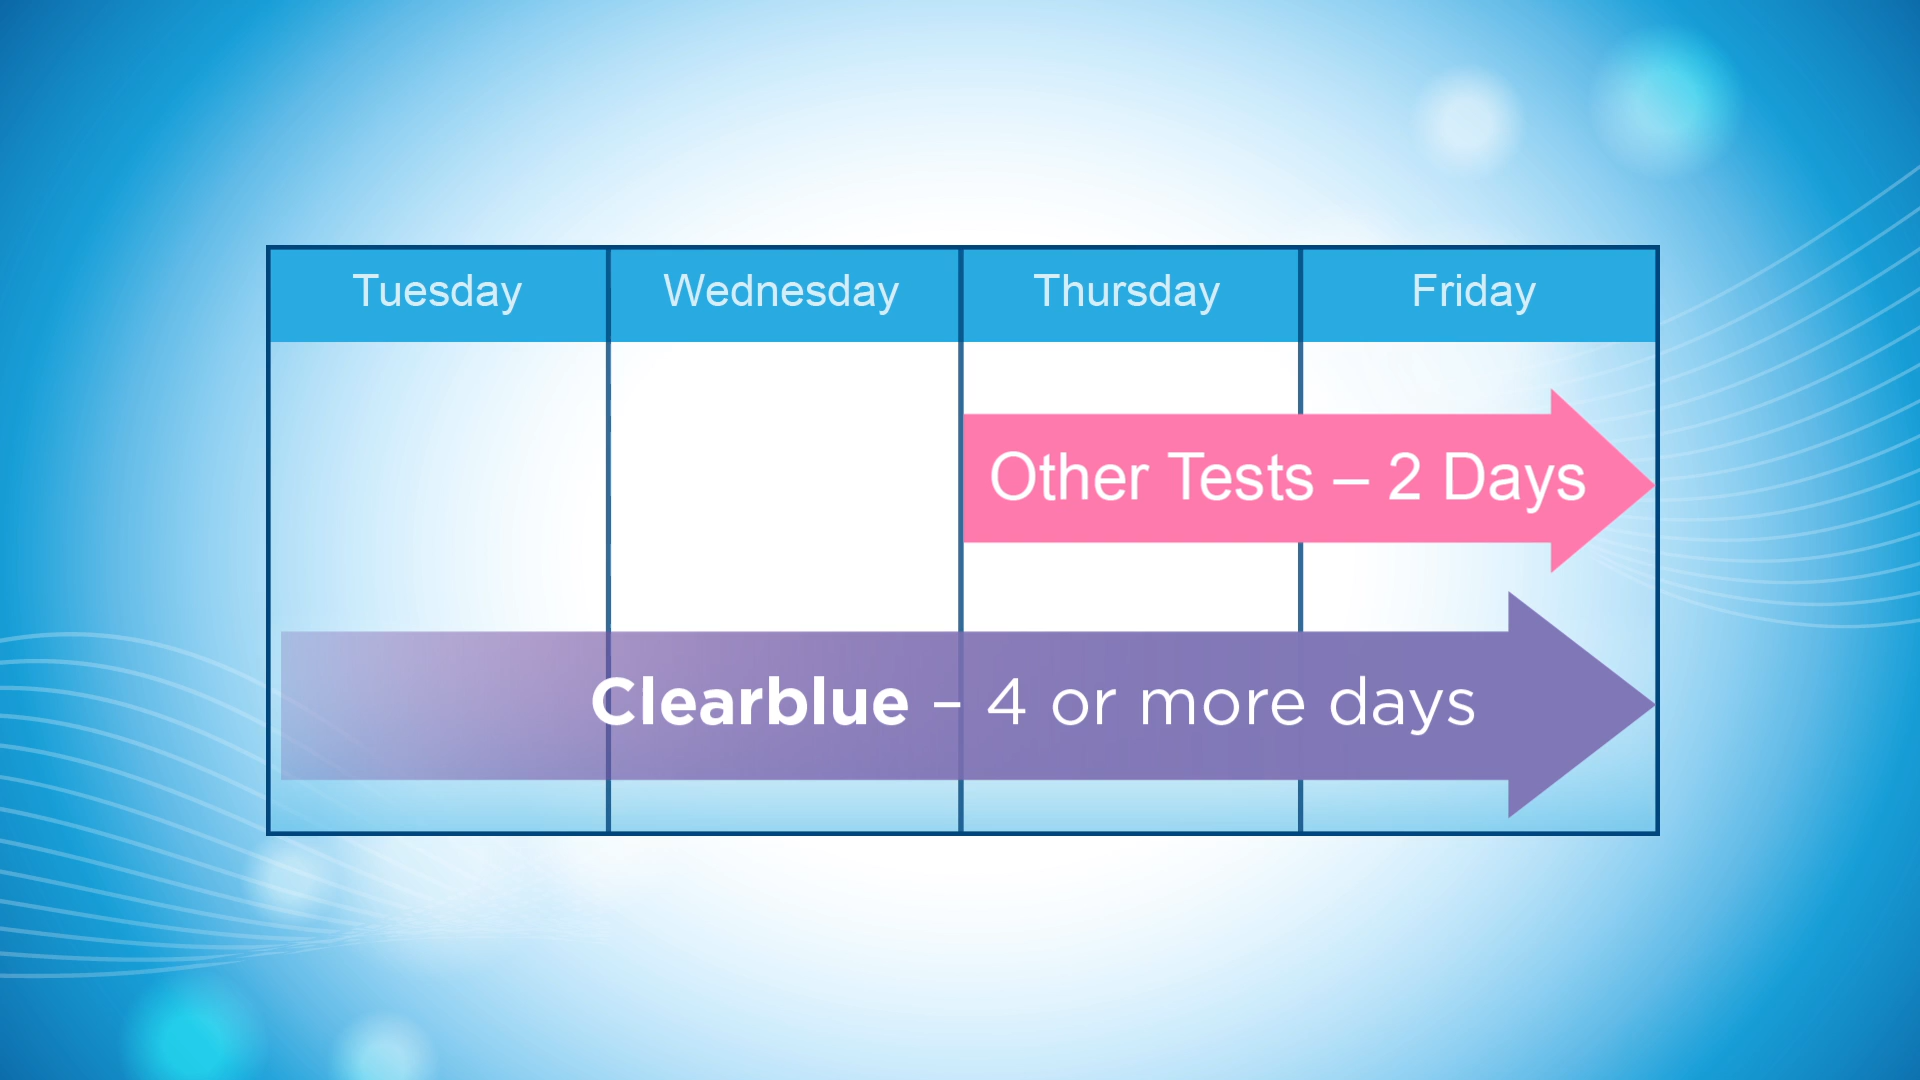 Tuesday Wednesday Thursday Friday
Other Tests – 2 Days
Clearblue – 4 or more days